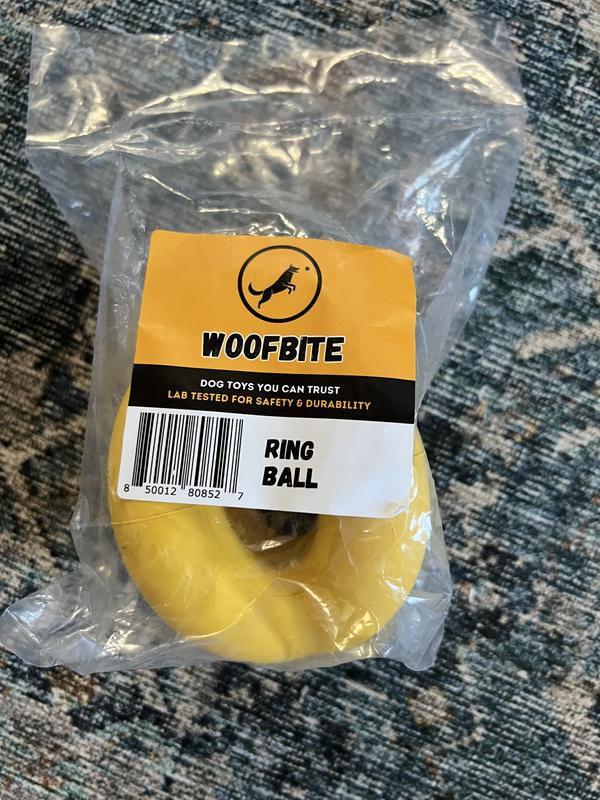 WOOFBITE
DOG TOYS YOU CAN TRUST
LAB TESTED FOR SAFETY & DURABILITY
RING
BALL
8 50012 80852 7